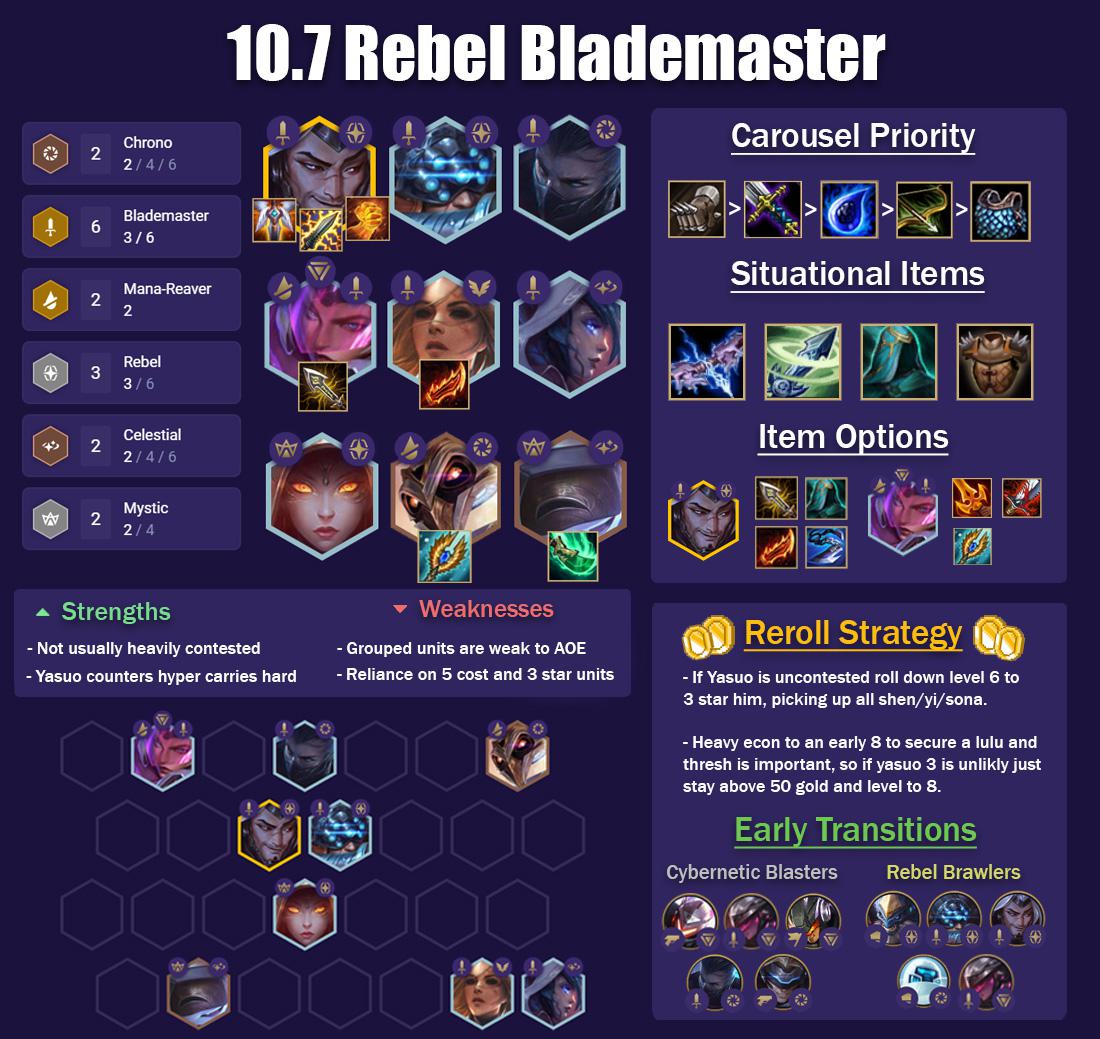 10.7 Rebel Blademaster
2
Chrono
2 / 4 / 6
6
Blademaster
3 / 6
2
Mana-Reaver
2
3
Rebel
3 / 6
2
Celestial
2 / 4 / 6
2
Mystic
2 / 4
Carousel Priority
> > > >
Situational Items
Item Options
Strengths
- Not usually heavily contested
- Yasuo counters hyper carries hard
Weaknesses
- Grouped units are weak to AOE
- Reliance on 5 cost and 3 star units
Reroll Strategy
- If Yasuo is uncontested roll down level 6 to
3 star him, picking up all shen/yi/sona.
- Heavy econ to an early 8 to secure a lulu and
thresh is important, so if yasuo 3 is unlikly just
stay above 50 gold and level to 8.
Early Transitions
Cybernetic Blasters
Rebel Brawlers